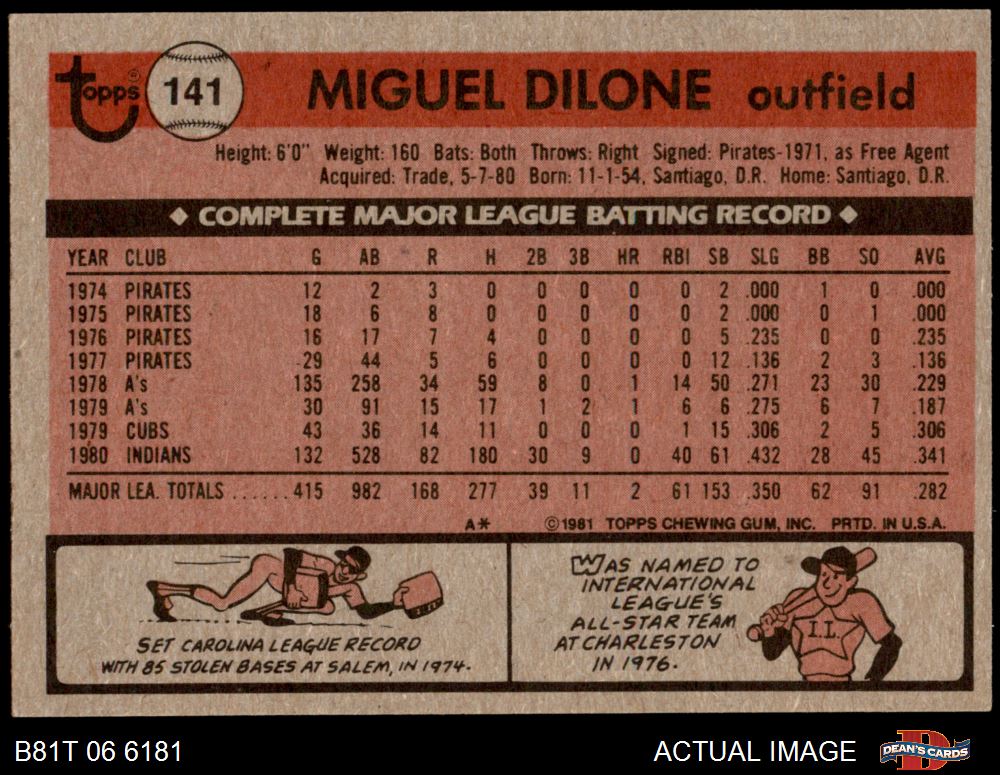 topps® 141 MIGUEL DILONE outfield
Height: 6'0" Weight: 160 Bats: Both Throws: Right Signed: Pirates-1971, as Free Agent
Acquired: Trade, 5-7-80 Born: 11-1-54, Santiago, D.R. Home: Santiago, D.R.
◆ COMPLETE MAJOR LEAGUE BATTING RECORD ◆
YEAR CLUB G AB R H 2B 3B HR RBI SB SLG BB SO AVG
1974 PIRATES 12 2 3 0 0 0 0 0 2 .000 1 0 .000
1975 PIRATES 18 6 8 0 0 0 0 0 2 .000 0 1 .000
1976 PIRATES 16 17 7 4 0 0 0 0 5 .235 0 0 .235
1977 PIRATES 29 44 5 6 0 0 0 0 12 .136 2 3 .136
1978 A's 135 258 34 59 8 0 1 14 50 .271 23 30 .229
1979 A's 30 91 15 17 1 2 1 6 6 .275 6 7 .187
1979 CUBS 43 36 14 11 0 0 0 1 15 .306 2 5 .306
1980 INDIANS 132 528 82 180 30 9 0 40 61 .432 28 45 .341
MAJOR LEA. TOTALS ......415 982 168 277 39 11 2 61 153 .350 62 91 .282
A* ©1981 TOPPS CHEWING GUM, INC. PRTD. IN U.S.A.
SET CAROLINA LEAGUE RECORD
WITH 85 STOLEN BASES AT SALEM, IN 1974.
WAS NAMED TO
INTERNATIONAL
LEAGUE'S
ALL-STAR TEAM
AT CHARLESTON
IN 1976.
I.L.
B81T 06 6181 ACTUAL IMAGE DEAN'S CARDS